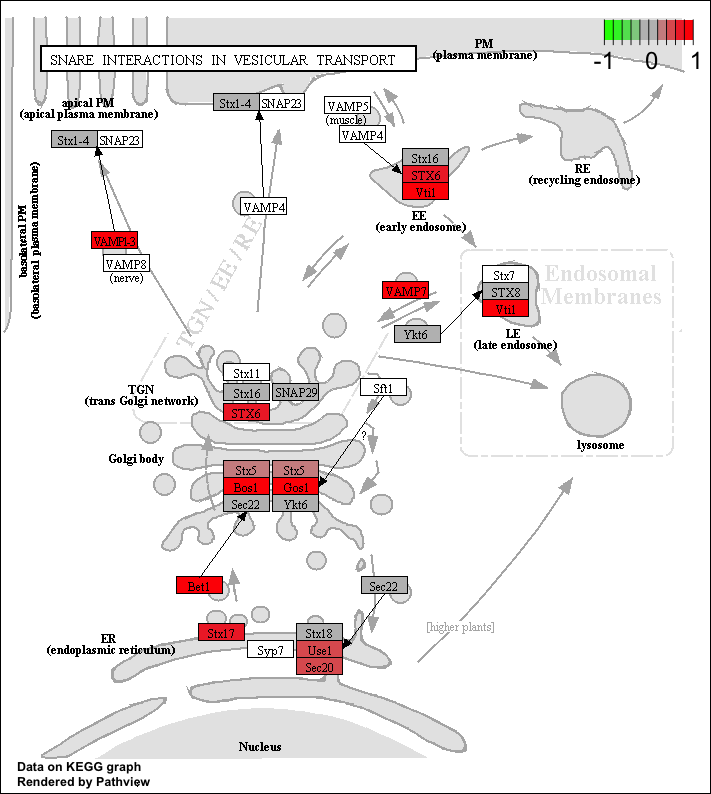 PM
(plasma membrane)
-1 0 1
SNARE INTERACTIONS IN VESICULAR TRANSPORT
apical PM
(apical plasma membrane)
Stx1-4 SNAP23
Stx1-4 SNAP23
VAMP5
(muscle)
VAMP4
Stx16
STX6
Vti1
EE
(early endosome)
RE
(recycling endosome)
basolateral PM
(basolateral plasma membrane)
VAMP4
VAMP1-3
VAMP8
(nerve)
TGN / EE / RE
Endosomal
Membranes
Stx7
STX8
Vti1
VAMP7
Ykt6
LE
(late endosome)
TGN
(trans Golgi network)
Stx11
Stx16 SNAP29
STX6
Sft1
?
lysosome
Golgi body
Stx5 Stx5
Bos1 Gos1
Sec22 Ykt6
Bet1
Sec22
ER
(endoplasmic reticulum)
Stx17
Stx18
Syp7
Use1
Sec20
[higher plants]
Nucleus
Data on KEGG graph
Rendered by Pathview